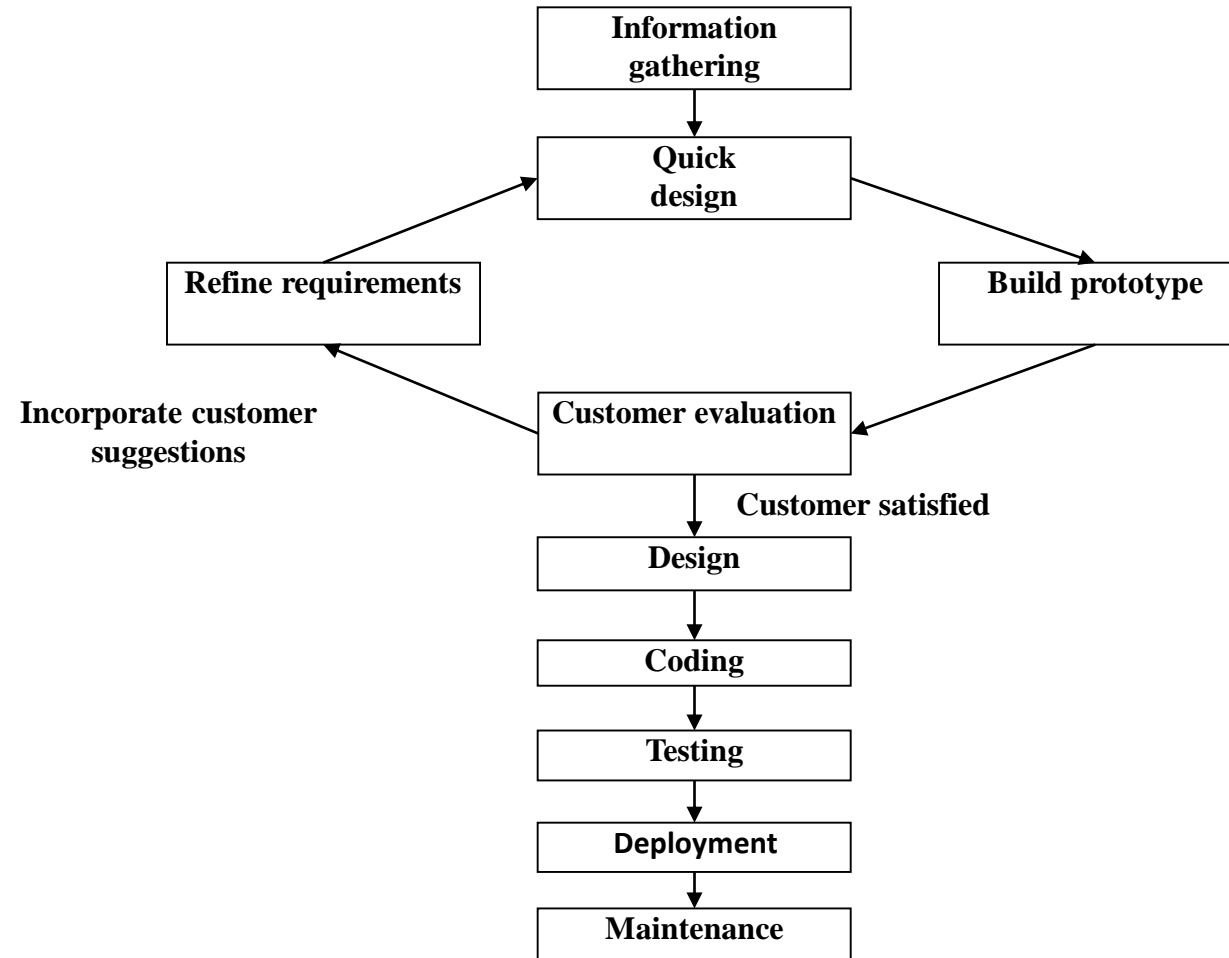 Information
gathering
Quick
design
Refine requirements
Build prototype
Incorporate customer
suggestions
Customer evaluation
Customer satisfied
Design
Coding
Testing
Deployment
Maintenance